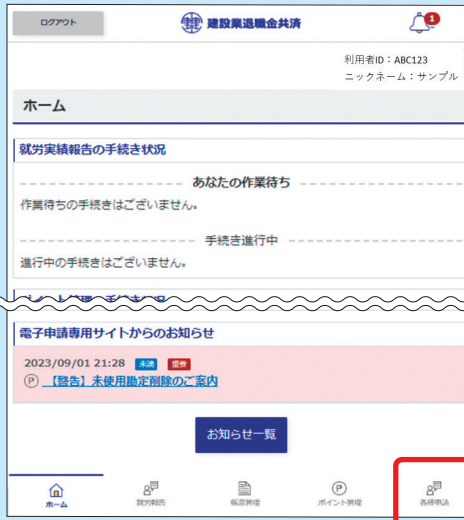 ログアウト
建設業退職金共済
1
利用者ID：ABC123
ニックネーム：サンプル
ホーム
就労実績報告の手続き状況
あなたの作業待ち
作業待ちの手続きはございません。
手続き進行中
進行中の手続きはございません。
電子申請専用サイトからのお知らせ
2023/09/01 21:28 未読 重要
Ⓟ 【警告】未使用勘定削除のご案内
お知らせ一覧
ホーム 就労報告 帳票管理 ポイント管理 各種申請